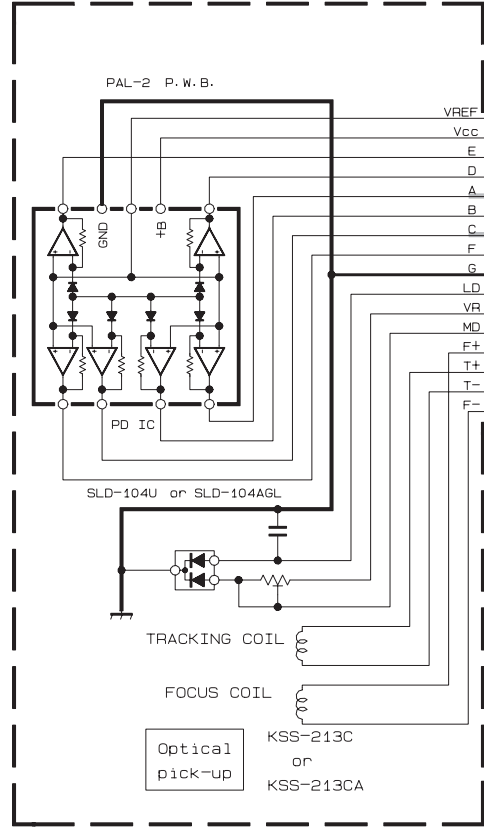 PAL-2 P.W.B.
VREF
Vcc
E
D
A
B
C
F
G
LD
VR
MD
F+
T+
T-
F-
GND
+B
+
-
-
+
+
-
-
+
+
-
-
+
PD IC
SLD-104U or SLD-104AGL
TRACKING COIL
FOCUS COIL
Optical
pick-up
KSS-213C
or
KSS-213CA